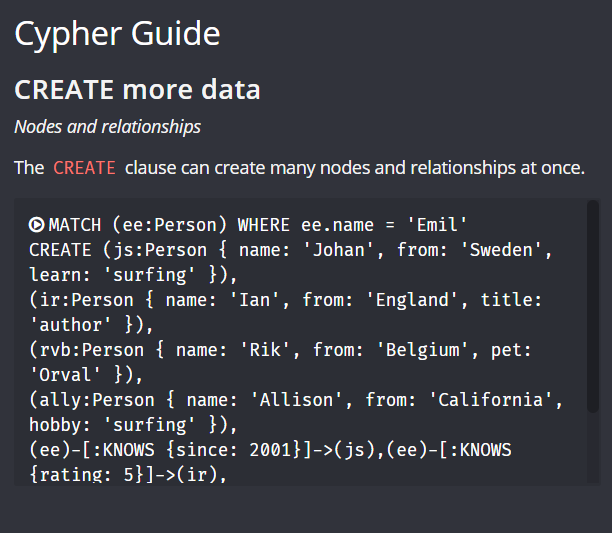 Cypher Guide
CREATE more data
Nodes and relationships
The CREATE clause can create many nodes and relationships at once.
MATCH (ee:Person) WHERE ee.name = 'Emil'
CREATE (js:Person { name: 'Johan', from: 'Sweden',
learn: 'surfing' }),
(ir:Person { name: 'Ian', from: 'England', title:
'author' }),
(rvb:Person { name: 'Rik', from: 'Belgium', pet:
'Orval' }),
(ally:Person { name: 'Allison', from: 'California',
hobby: 'surfing' }),
(ee)-[:KNOWS {since: 2001}]->(js),(ee)-[:KNOWS
{rating: 5}]->(ir),